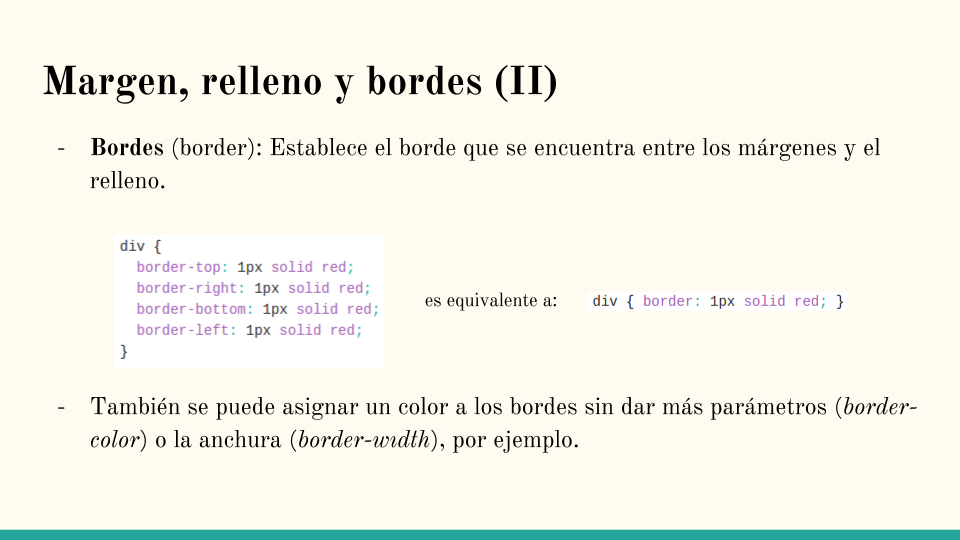 Margen, relleno y bordes (II)
- Bordes (border): Establece el borde que se encuentra entre los márgenes y el
relleno.
div {
border-top: 1px solid red;
border-right: 1px solid red;
border-bottom: 1px solid red;
border-left: 1px solid red;
}
es equivalente a:
div { border: 1px solid red; }
- También se puede asignar un color a los bordes sin dar más parámetros (border-
color) o la anchura (border-width), por ejemplo.